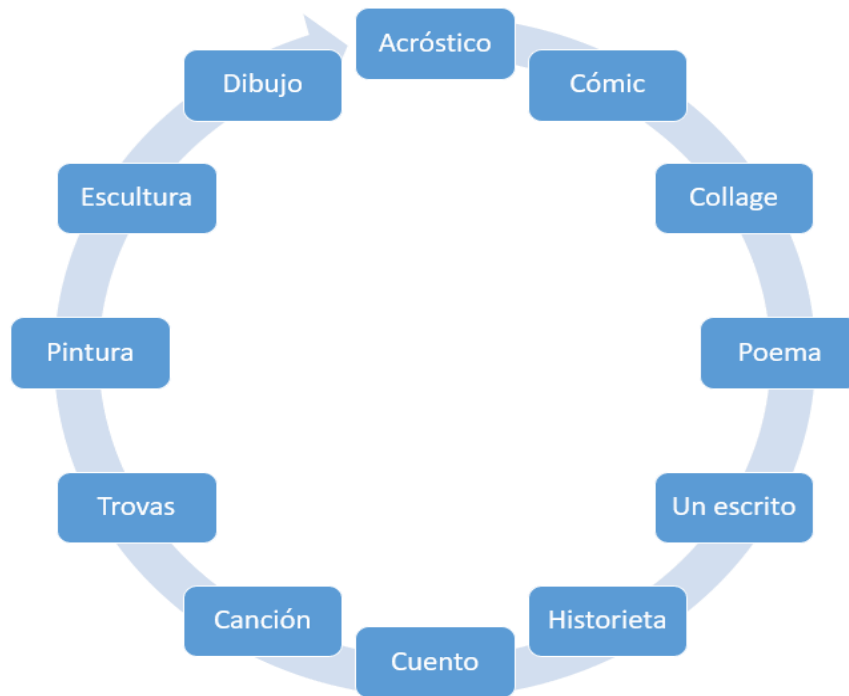 Acróstico
Cómic
Collage
Poema
Un escrito
Historieta
Cuento
Canción
Trovas
Pintura
Escultura
Dibujo